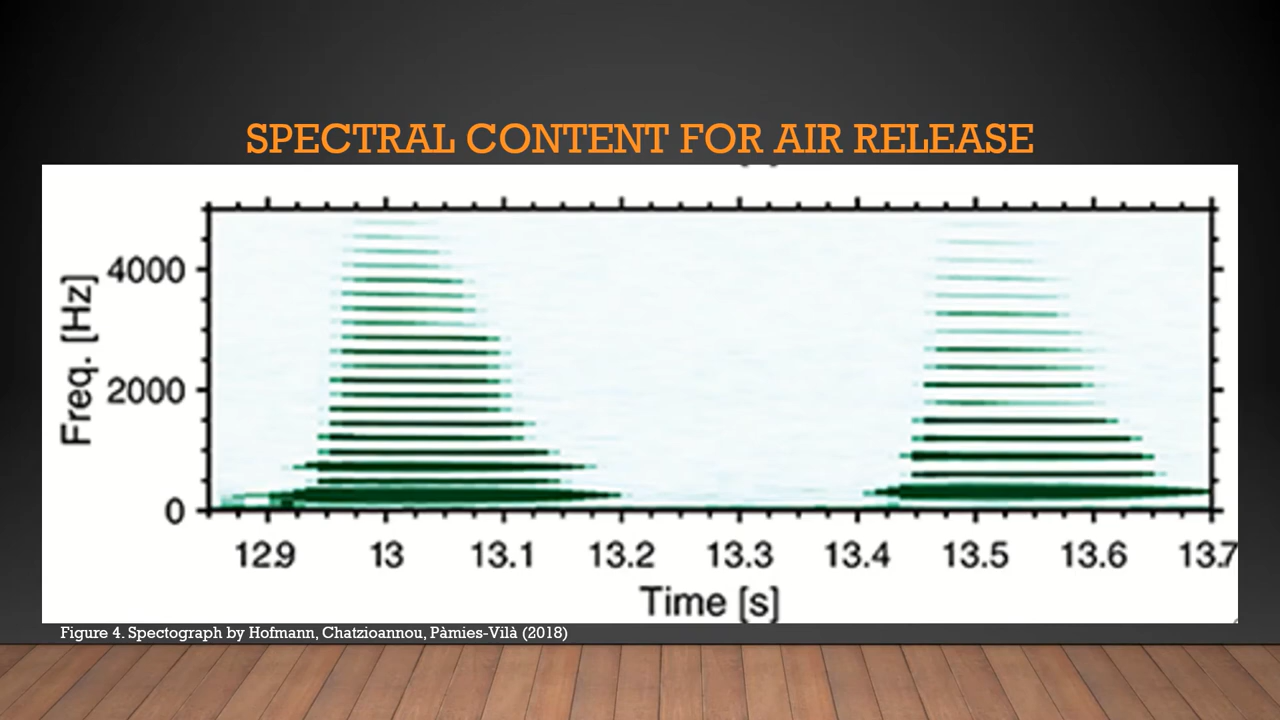 SPECTRAL CONTENT FOR AIR RELEASE
Freq. [Hz]
4000
2000
0
12.9 13 13.1 13.2 13.3 13.4 13.5 13.6 13.7
Time [s]
Figure 4. Spectograph by Hofmann, Chatzioannou, Pàmies-Vilà (2018)